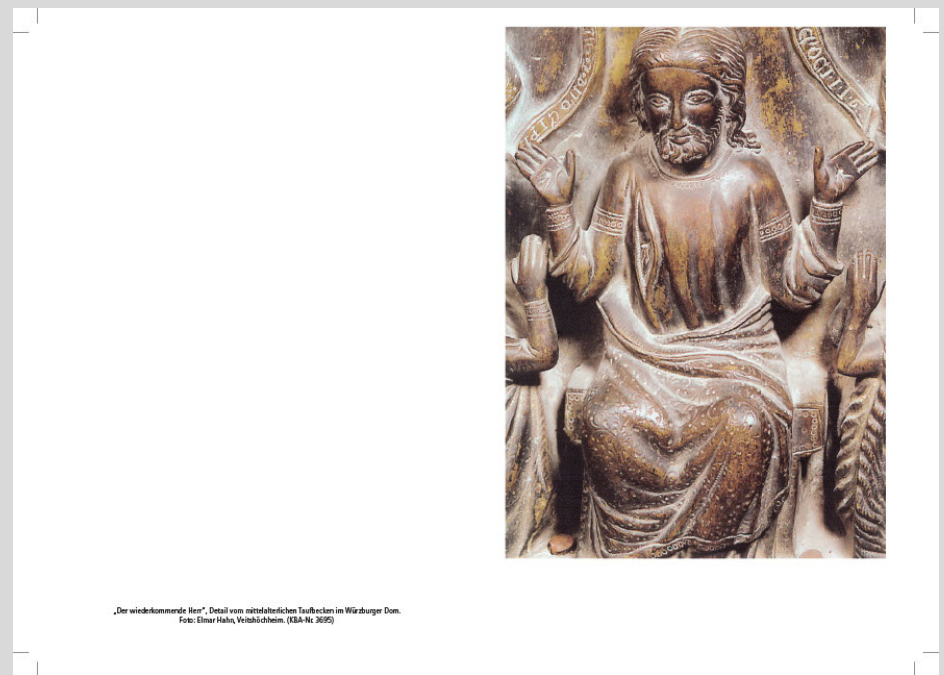 „Der wiederkommende Herr“, Detail vom mittelalterlichen Taufbecken im Würzburger Dom.
Foto: Elmar Hahn, Veitshöchheim. (KBA-Nr. 3695)